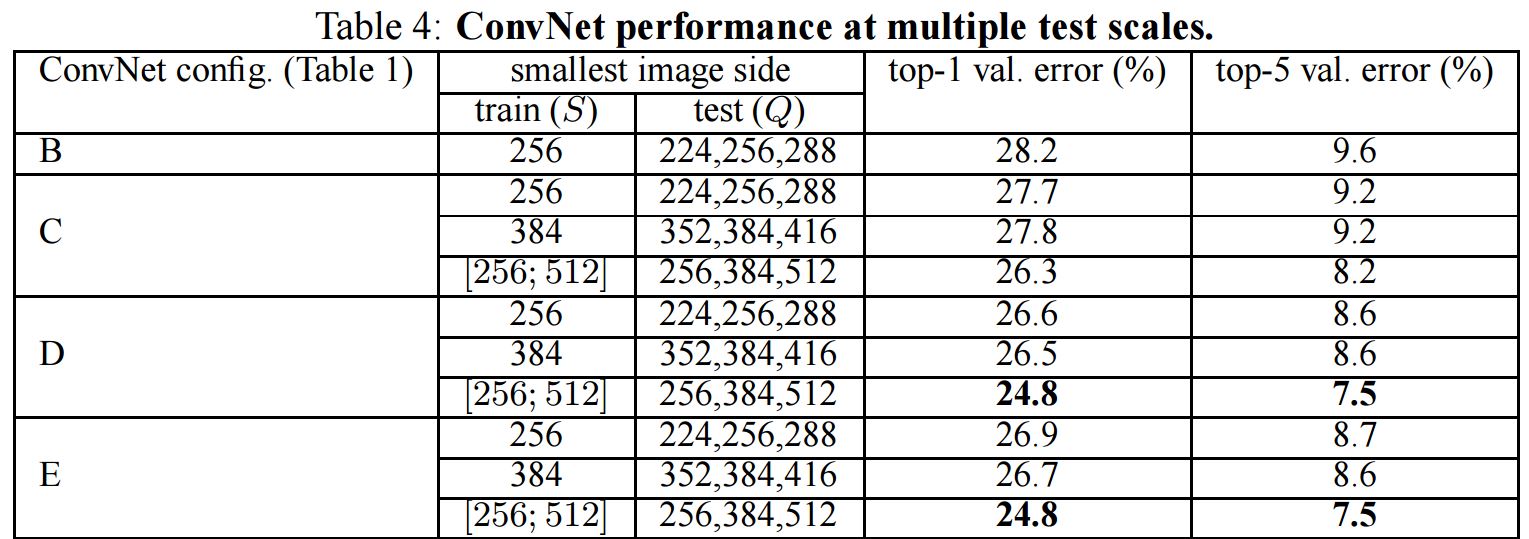 Table 4: ConvNet performance at multiple test scales.
ConvNet config. (Table 1) smallest image side top-1 val. error (%) top-5 val. error (%)
train (S) test (Q)
B 256 224,256,288 28.2 9.6
256 224,256,288 27.7 9.2
C 384 352,384,416 27.8 9.2
[256; 512] 256,384,512 26.3 8.2
256 224,256,288 26.6 8.6
D 384 352,384,416 26.5 8.6
[256; 512] 256,384,512 24.8 7.5
256 224,256,288 26.9 8.7
E 384 352,384,416 26.7 8.6
[256; 512] 256,384,512 24.8 7.5